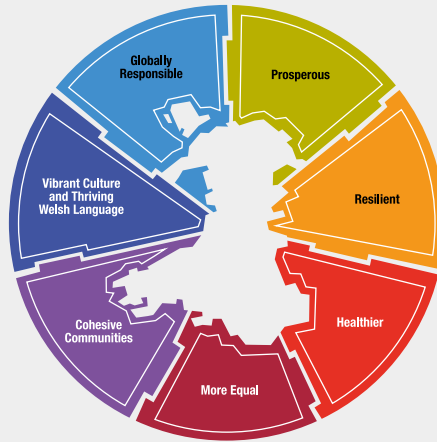 Globally
Responsible
Prosperous
Resilient
Healthier
More Equal
Cohesive
Communities
Vibrant Culture
and Thriving
Welsh Language